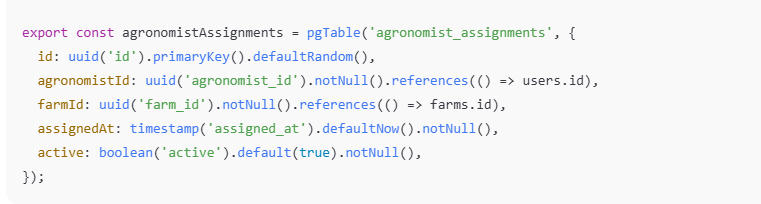 export const agronomistAssignments = pgTable('agronomist_assignments', {
  id: uuid('id').primaryKey().defaultRandom(),
  agronomistId: uuid('agronomist_id').notNull().references(() => users.id),
  farmId: uuid('farm_id').notNull().references(() => farms.id),
  assignedAt: timestamp('assigned_at').defaultNow().notNull(),
  active: boolean('active').default(true).notNull(),
});